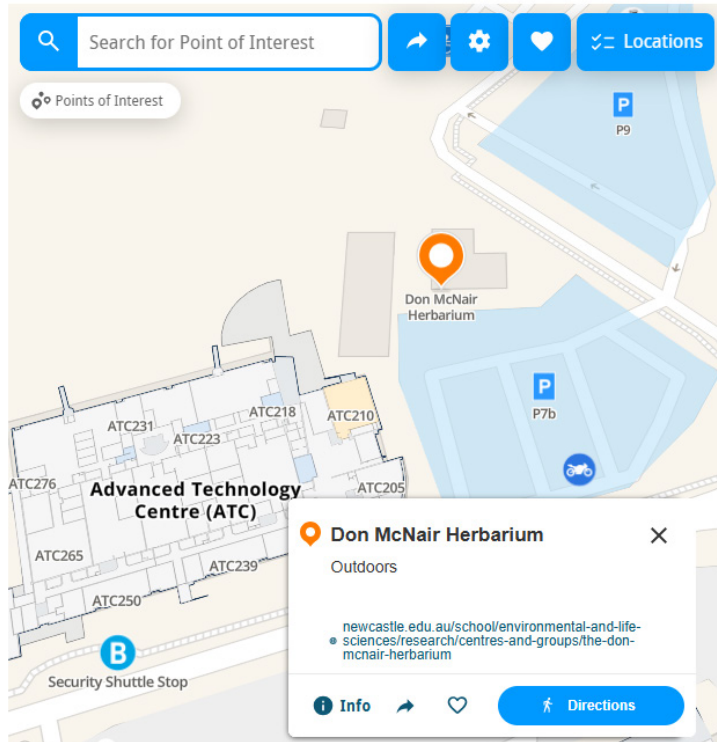 Search for Point of Interest
Locations
Points of Interest
P
P9
Don McNair
Herbarium
P
P7b
ATC231
ATC218
ATC210
ATC223
ATC276
Advanced Technology
Centre (ATC)
ATC205
ATC265
ATC239
ATC250
B
Security Shuttle Stop
Don McNair Herbarium
Outdoors
newcastle.edu.au/school/environmental-and-life-
sciences/research/centres-and-groups/the-don-
mcnair-herbarium
Info
Directions